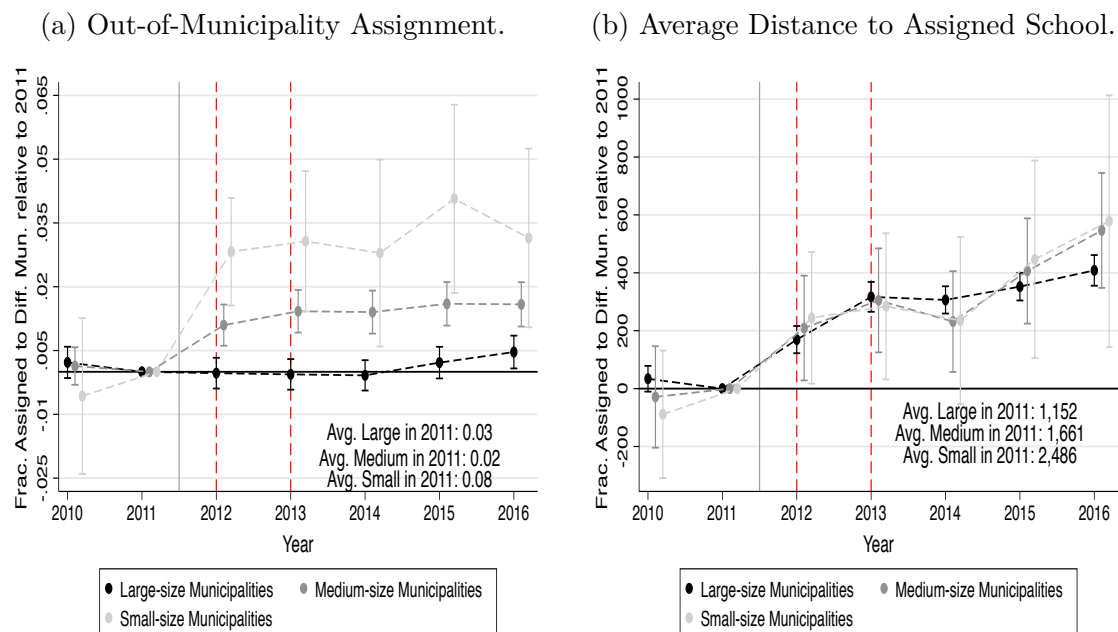 (a) Out-of-Municipality Assignment.
Frac. Assigned to Diff. Mun. relative to 2011
.065
.05
.035
.02
.005
-.01
-.025
Avg. Large in 2011: 0.03
Avg. Medium in 2011: 0.02
Avg. Small in 2011: 0.08
2010 2011 2012 2013 2014 2015 2016
Year
Large-size Municipalities Medium-size Municipalities
Small-size Municipalities
(b) Average Distance to Assigned School.
Frac. Assigned to Diff. Mun. relative to 2011
1000
800
600
400
200
0
-200
Avg. Large in 2011: 1,152
Avg. Medium in 2011: 1,661
Avg. Small in 2011: 2,486
2010 2011 2012 2013 2014 2015 2016
Year
Large-size Municipalities Medium-size Municipalities
Small-size Municipalities